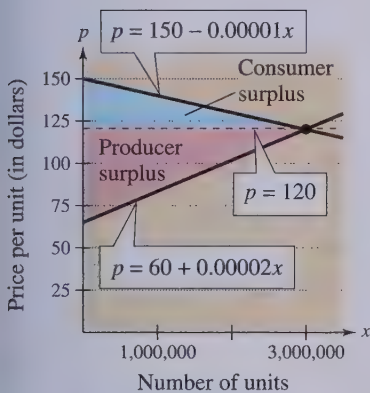 p
p = 150 − 0.00001x
Consumer
surplus
150
125
100
75
50
25
Producer
surplus
p = 120
p = 60 + 0.00002x
x
1,000,000
3,000,000
Number of units
Price per unit (in dollars)